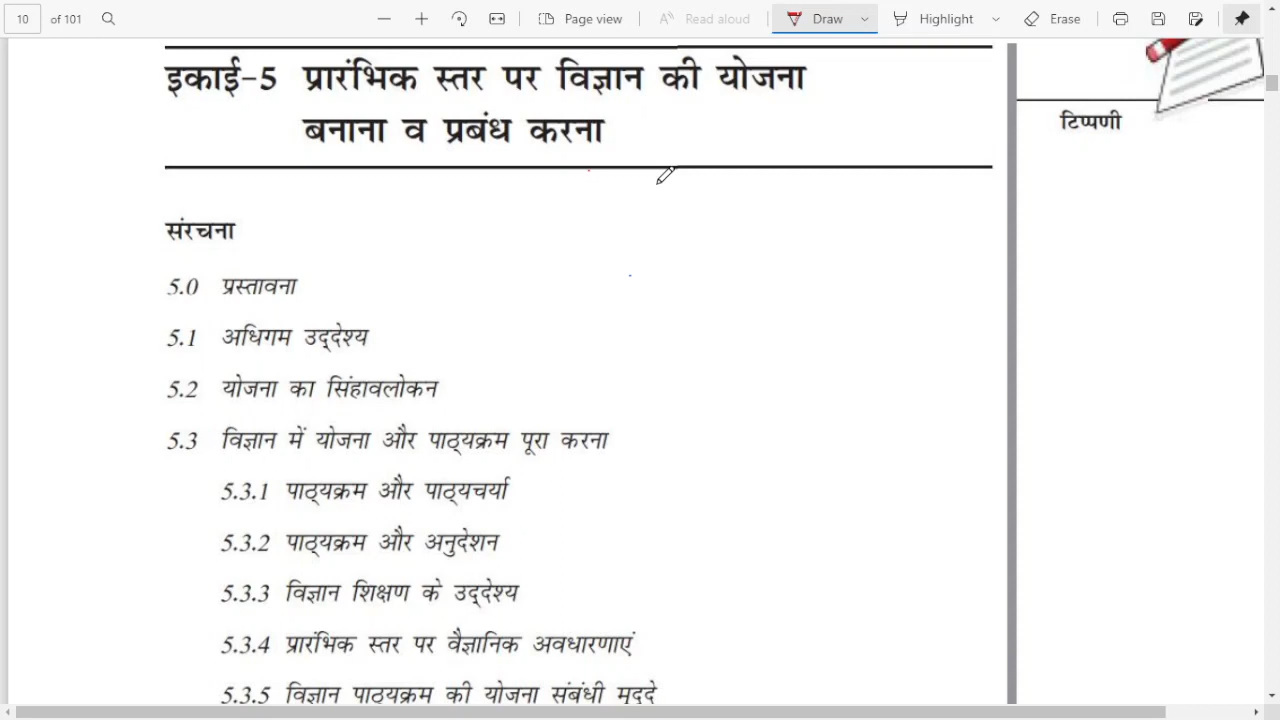 10 of 101 Page view Read aloud Draw Highlight Erase
इकाई-5 प्रारंभिक स्तर पर विज्ञान की योजना
बनाना व प्रबंध करना
टिप्पणी
संरचना
5.0 प्रस्तावना
5.1 अधिगम उद्देश्य
5.2 योजना का सिंहावलोकन
5.3 विज्ञान में योजना और पाठ्यक्रम पूरा करना
5.3.1 पाठ्यक्रम और पाठ्यचर्या
5.3.2 पाठ्यक्रम और अनुदेशन
5.3.3 विज्ञान शिक्षण के उद्देश्य
5.3.4 प्रारंभिक स्तर पर वैज्ञानिक अवधारणाएं
5.3.5 विज्ञान पाठ्यक्रम की योजना संबंधी मुद्दे